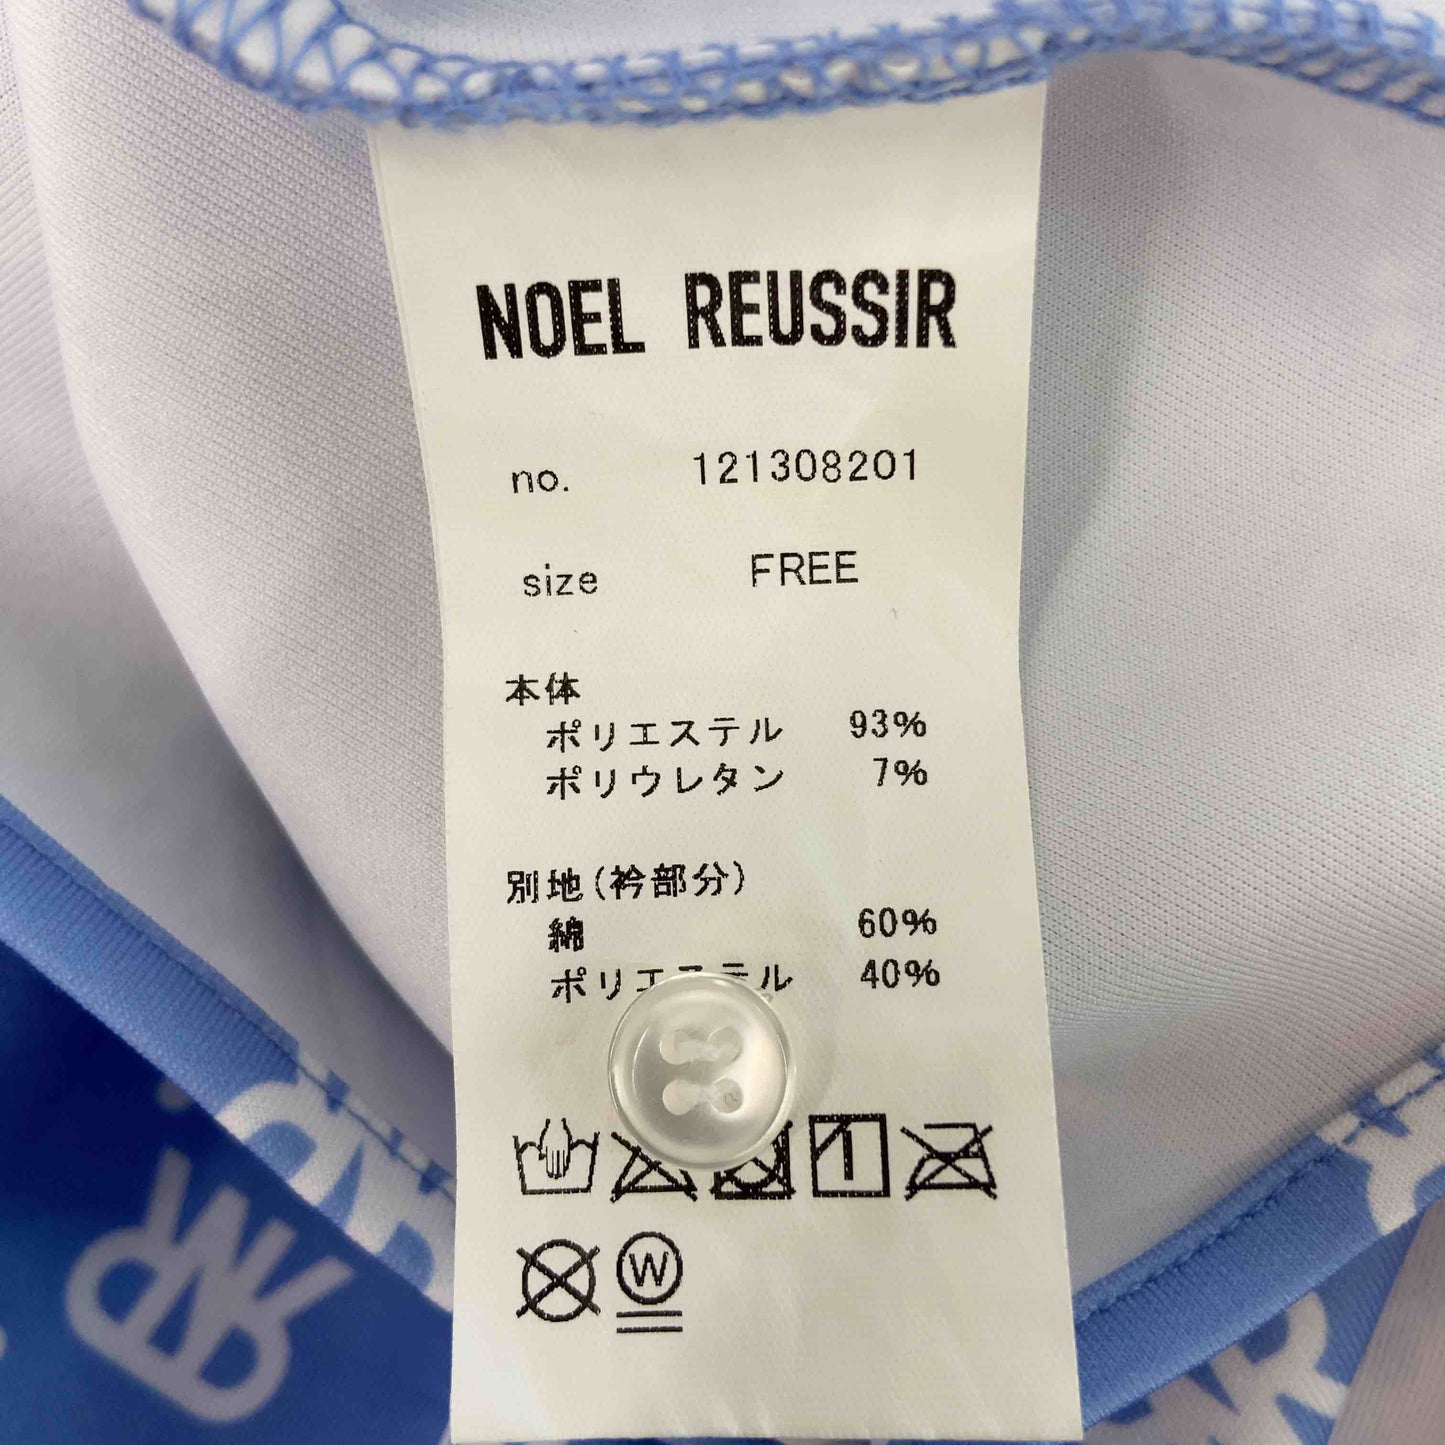 NOEL REUSSIR
no. 121308201
size FREE
本体
ポリエステル 93%
ポリウレタン 7%
別地(衿部分)
綿 60%
ポリエステル 40%
W